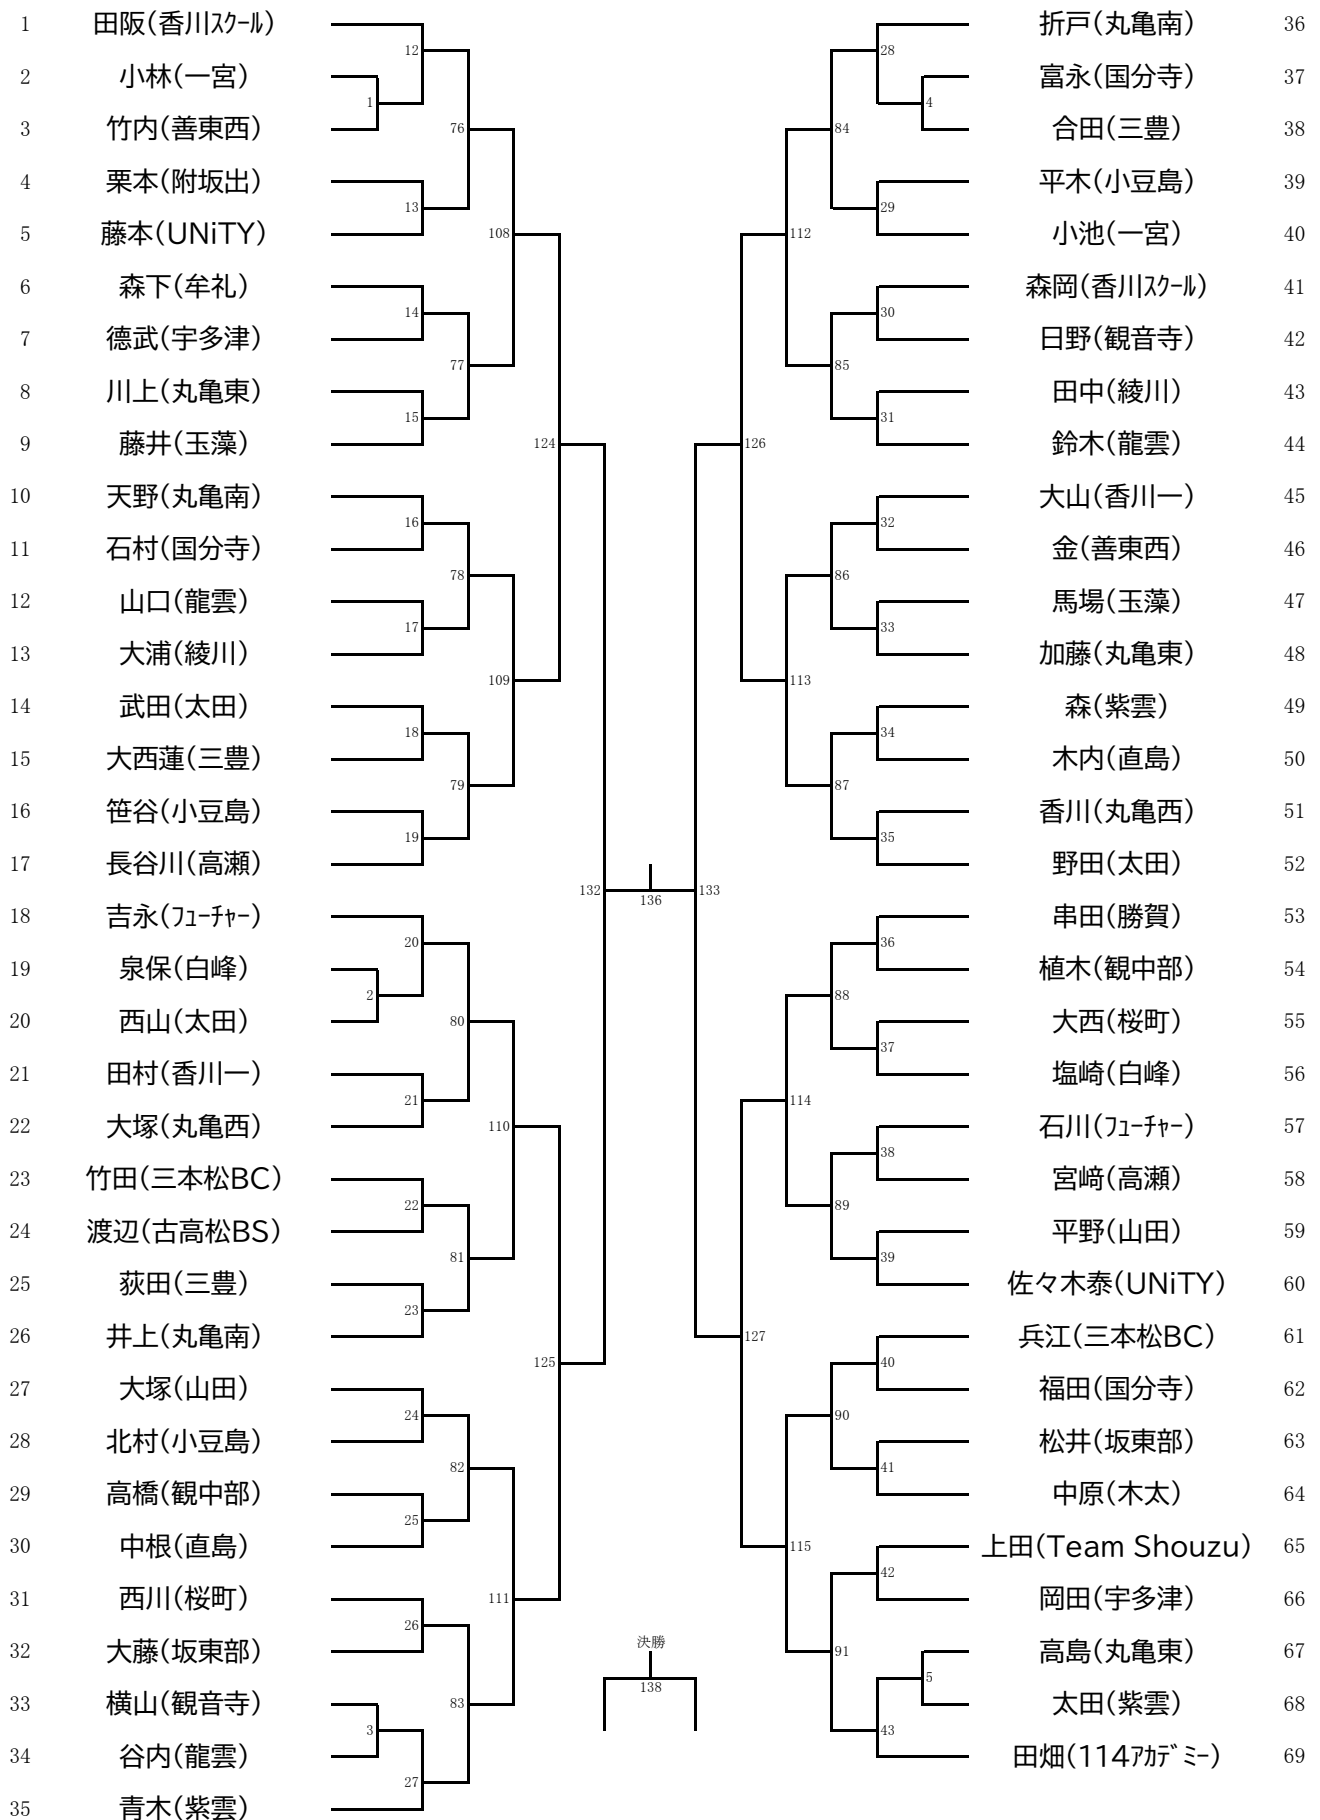 1 田阪(香川ｽｸｰﾙ) 折戸(丸亀南) 36
12 28
2 小林(一宮) 富永(国分寺) 37
1 4
3 竹内(善東西) 76 84 合田(三豊) 38
4 栗本(附坂出) 平木(小豆島) 39
13 29
5 藤本(UNiTY) 108 112 小池(一宮) 40
6 森下(牟礼) 森岡(香川ｽｸｰﾙ) 41
14 30
7 德武(宇多津) 日野(観音寺) 42
77 85
8 川上(丸亀東) 田中(綾川) 43
15 31
9 藤井(玉藻) 124 126 鈴木(龍雲) 44
10 天野(丸亀南) 大山(香川一) 45
16 32
11 石村(国分寺) 金(善東西) 46
78 86
12 山口(龍雲) 馬場(玉藻) 47
17 33
13 大浦(綾川) 加藤(丸亀東) 48
109 113
14 武田(太田) 森(紫雲) 49
18 34
15 大西蓮(三豊) 木内(直島) 50
79 87
16 笹谷(小豆島) 香川(丸亀西) 51
19 35
17 長谷川(高瀬) 野田(太田) 52
132 136 133
18 吉永(ﾌｭｰﾁｬｰ) 串田(勝賀) 53
20 36
19 泉保(白峰) 植木(観中部) 54
2 88
20 西山(太田) 80 大西(桜町) 55
37
21 田村(香川一) 塩崎(白峰) 56
21 114
22 大塚(丸亀西) 110 石川(ﾌｭｰﾁｬｰ) 57
38
23 竹田(三本松BC) 宮﨑(高瀬) 58
22 89
24 渡辺(古高松BS) 平野(山田) 59
81 39
25 荻田(三豊) 佐々木泰(UNiTY) 60
23
26 井上(丸亀南) 127 兵江(三本松BC) 61
125 40
27 大塚(山田) 福田(国分寺) 62
24 90
28 北村(小豆島) 松井(坂東部) 63
82 41
29 高橋(観中部) 中原(木太) 64
25
30 中根(直島) 115 上田(Team Shouzu) 65
42
31 西川(桜町) 111 岡田(宇多津) 66
26 決勝
32 大藤(坂東部) 91 高島(丸亀東) 67
138 5
33 横山(観音寺) 83 太田(紫雲) 68
3 43
34 谷内(龍雲) 田畑(114ｱｶﾃﾞﾐｰ) 69
27
35 青木(紫雲)